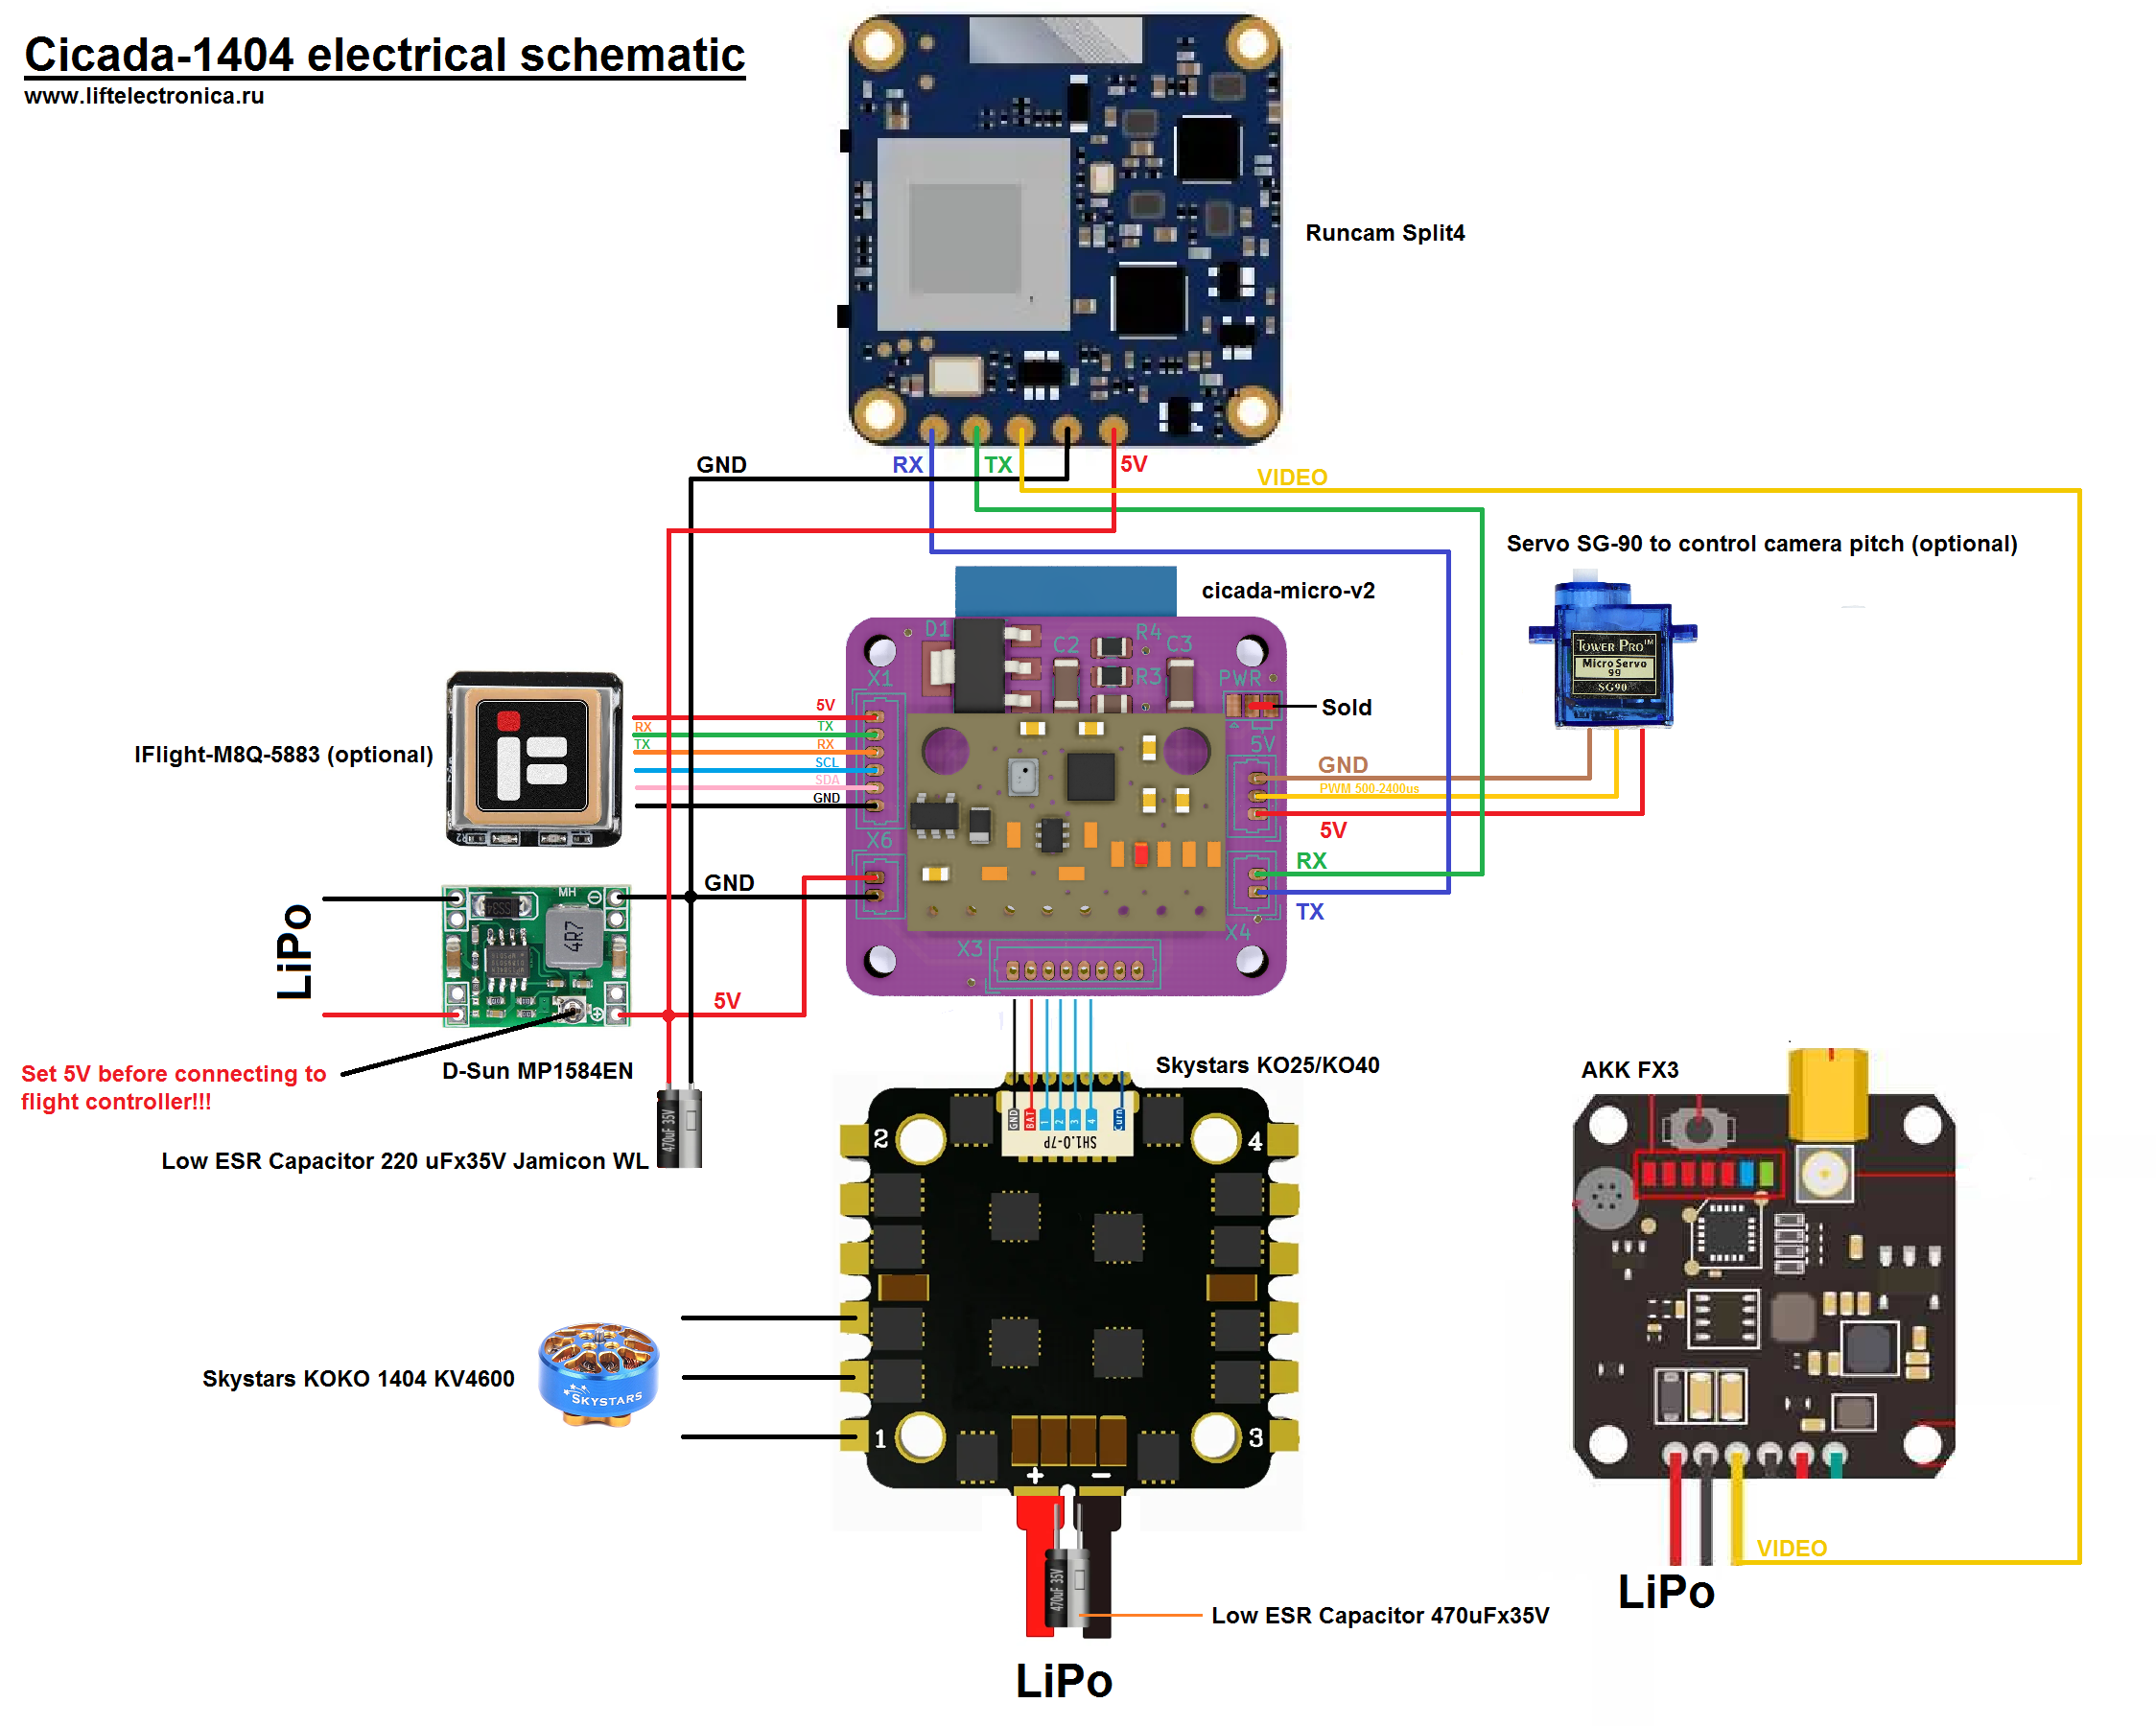 Cicada-1404 electrical schematic
www.liftelectronica.ru
Runcam Split4
GND
RX
TX
5V
VIDEO
Servo SG-90 to control camera pitch (optional)
cicada-micro-v2
TOWER PRO™
Micro Servo
9g
SG90
D1
C2
R4
C3
R3
X1
PWR
Sold
5V
IFlight-M8Q-5883 (optional)
5V
RX
TX
TX
RX
SCL
SDA
GND
GND
PWM 500-2400us
5V
X6
RX
TX
X4
X3
GND
LiPo
MH
4R7
5V
Set 5V before connecting to
flight controller!!!
D-Sun MP1584EN
470uF 35V
Low ESR Capacitor 220 uFx35V Jamicon WL
Skystars KO25/KO40
GND
BAT
1
2
3
4
Curn
SH1.0-7P
2
4
1
3
+
−
AKK FX3
Skystars KOKO 1404 KV4600
SKYSTARS
470uF 35V
Low ESR Capacitor 470uFx35V
LiPo
VIDEO
LiPo